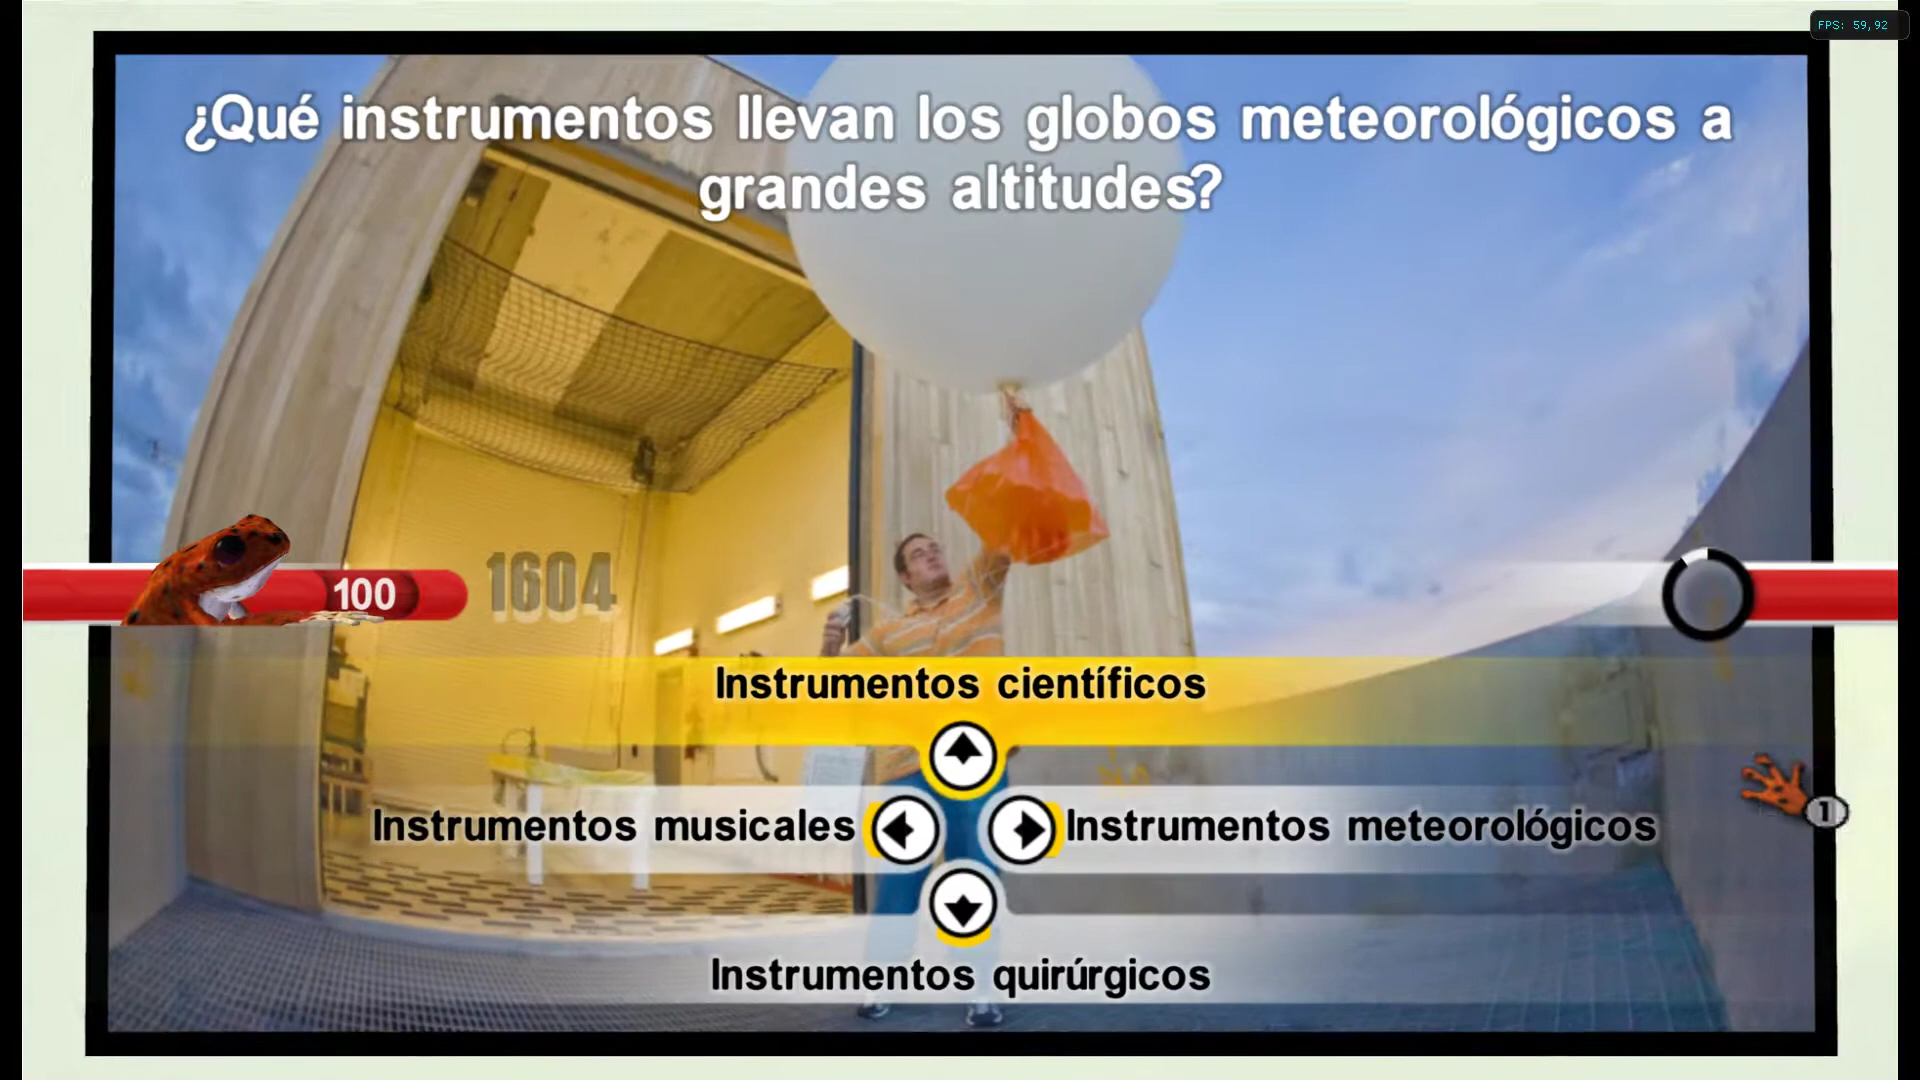 FPS: 59,92
¿Qué instrumentos llevan los globos meteorológicos a
grandes altitudes?
100
1604
Instrumentos científicos
Instrumentos musicales
Instrumentos meteorológicos
1
Instrumentos quirúrgicos